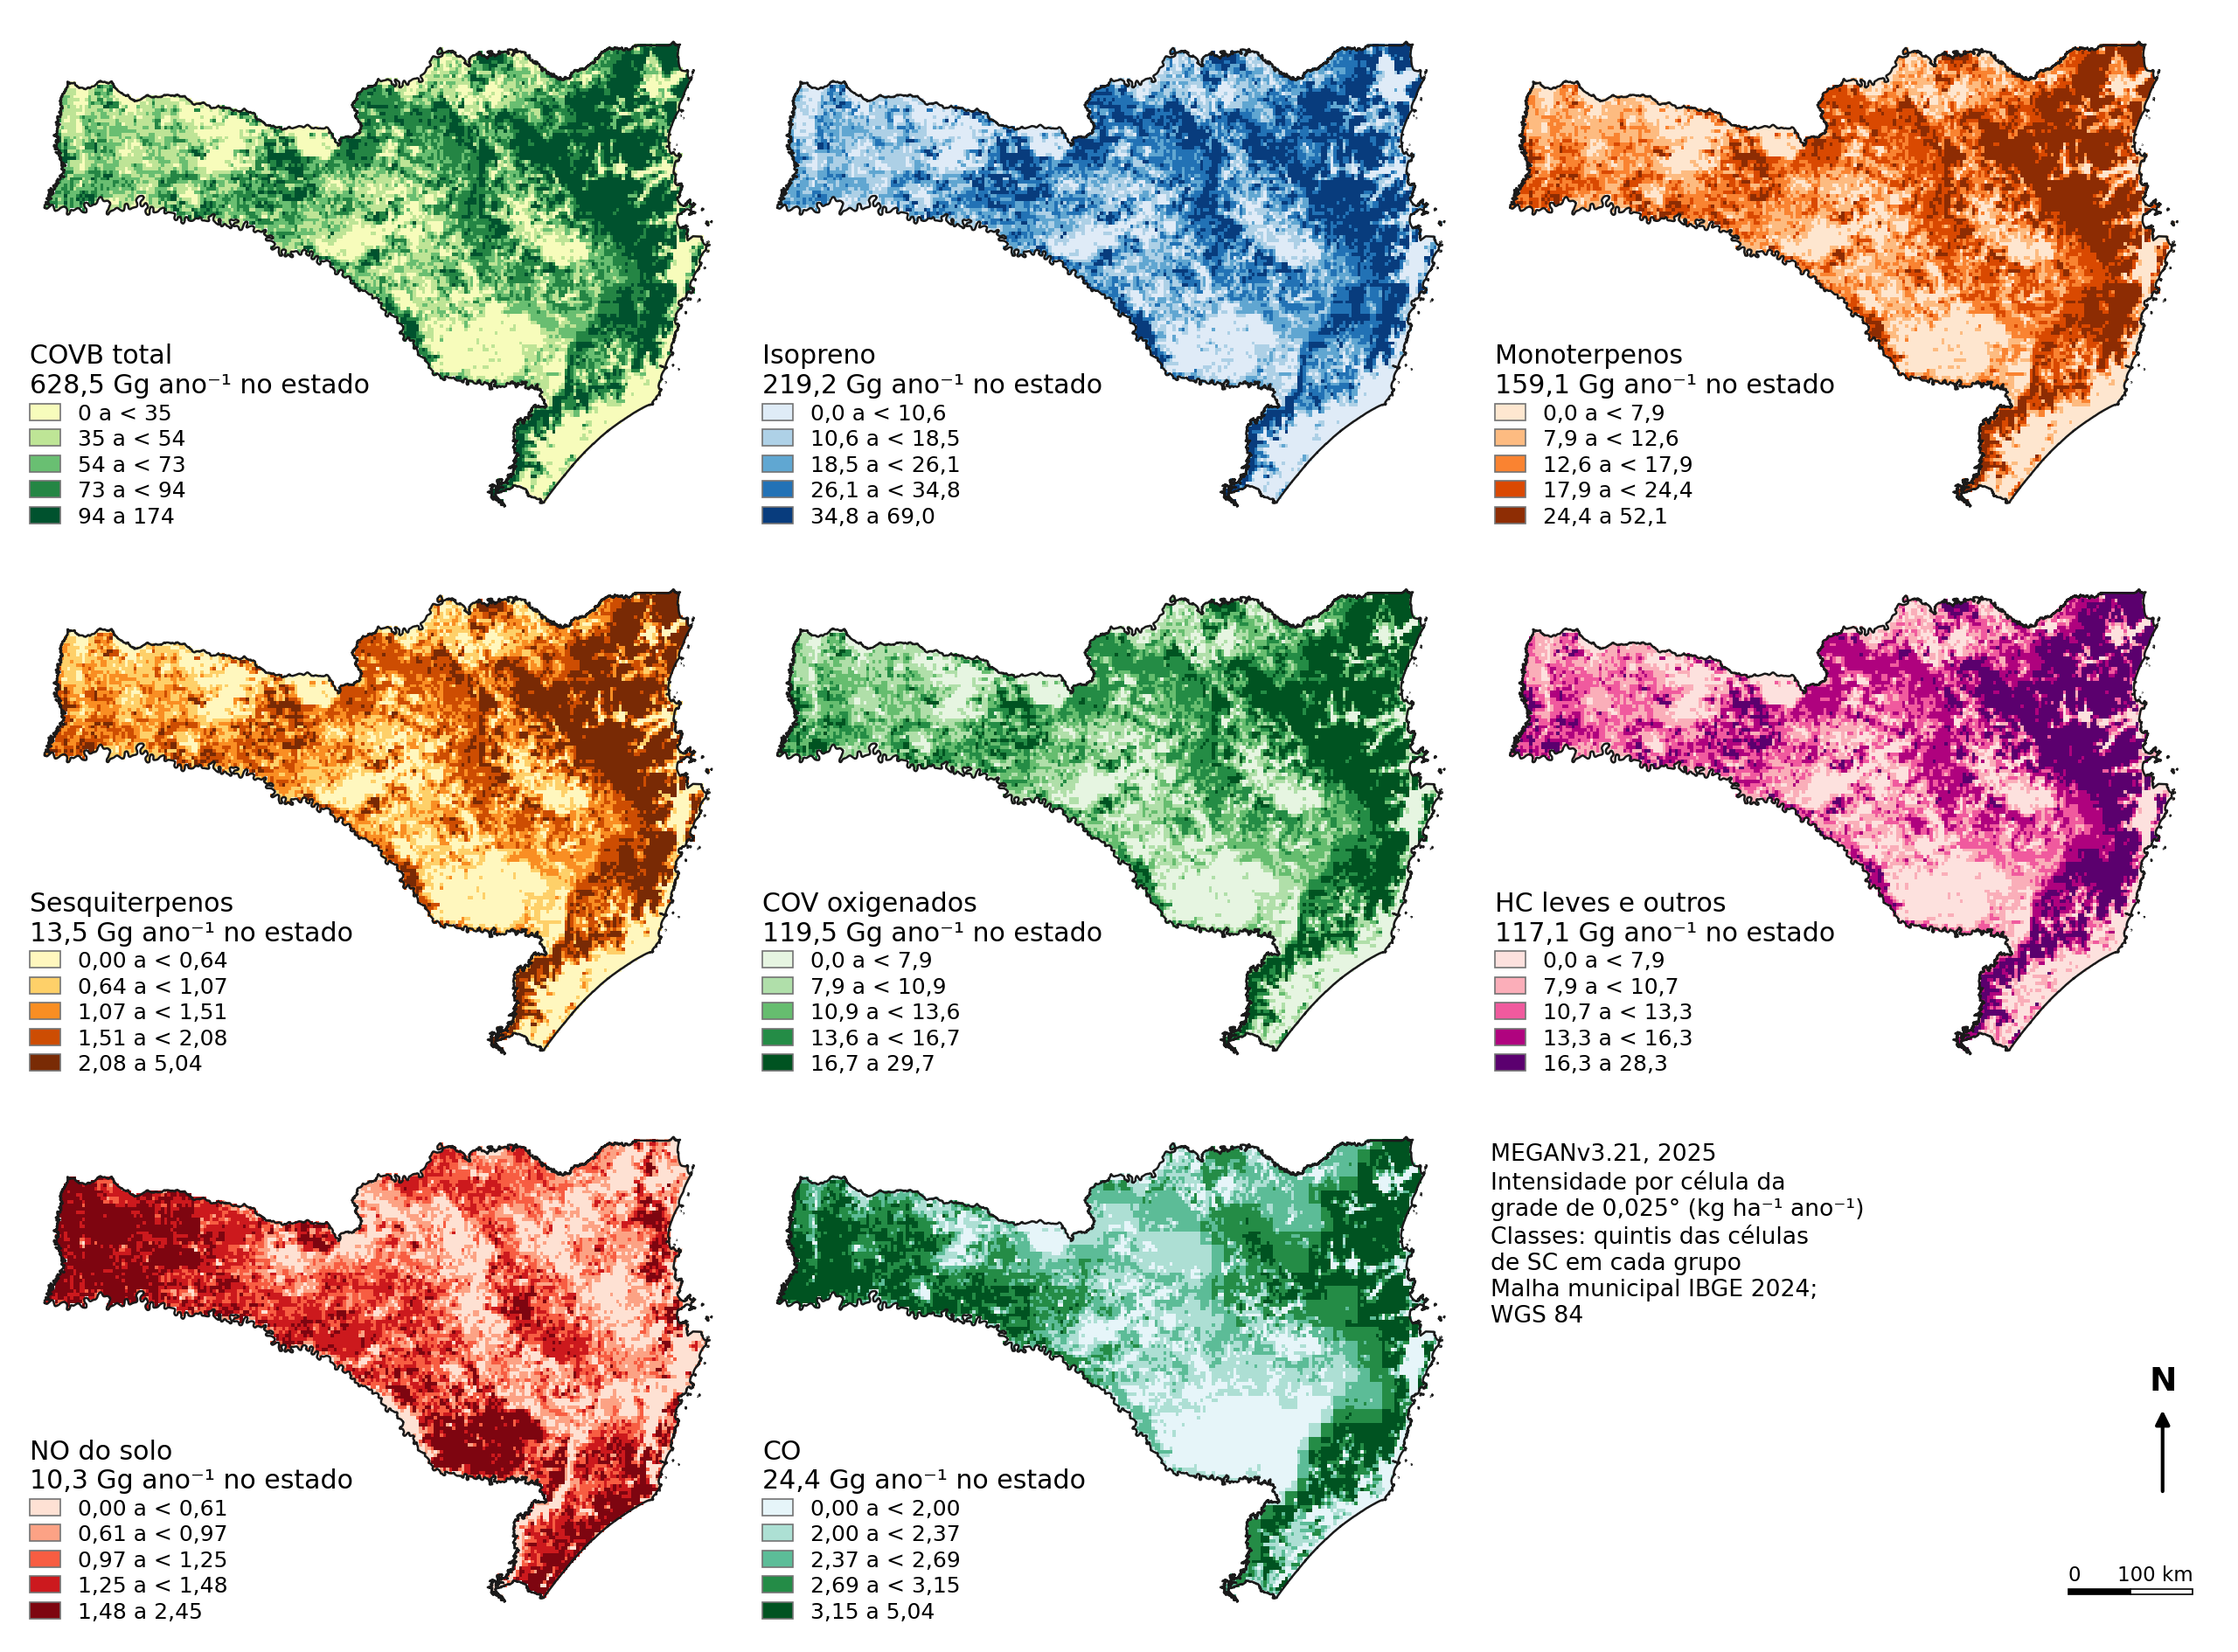 COVB total
628,5 Gg ano⁻¹ no estado
0 a < 35
35 a < 54
54 a < 73
73 a < 94
94 a 174
Isopreno
219,2 Gg ano⁻¹ no estado
0,0 a < 10,6
10,6 a < 18,5
18,5 a < 26,1
26,1 a < 34,8
34,8 a 69,0
Monoterpenos
159,1 Gg ano⁻¹ no estado
0,0 a < 7,9
7,9 a < 12,6
12,6 a < 17,9
17,9 a < 24,4
24,4 a 52,1
Sesquiterpenos
13,5 Gg ano⁻¹ no estado
0,00 a < 0,64
0,64 a < 1,07
1,07 a < 1,51
1,51 a < 2,08
2,08 a 5,04
COV oxigenados
119,5 Gg ano⁻¹ no estado
0,0 a < 7,9
7,9 a < 10,9
10,9 a < 13,6
13,6 a < 16,7
16,7 a 29,7
HC leves e outros
117,1 Gg ano⁻¹ no estado
0,0 a < 7,9
7,9 a < 10,7
10,7 a < 13,3
13,3 a < 16,3
16,3 a 28,3
NO do solo
10,3 Gg ano⁻¹ no estado
0,00 a < 0,61
0,61 a < 0,97
0,97 a < 1,25
1,25 a < 1,48
1,48 a 2,45
CO
24,4 Gg ano⁻¹ no estado
0,00 a < 2,00
2,00 a < 2,37
2,37 a < 2,69
2,69 a < 3,15
3,15 a 5,04
MEGANv3.21, 2025
Intensidade por célula da
grade de 0,025° (kg ha⁻¹ ano⁻¹)
Classes: quintis das células
de SC em cada grupo
Malha municipal IBGE 2024;
WGS 84
N
0 100 km